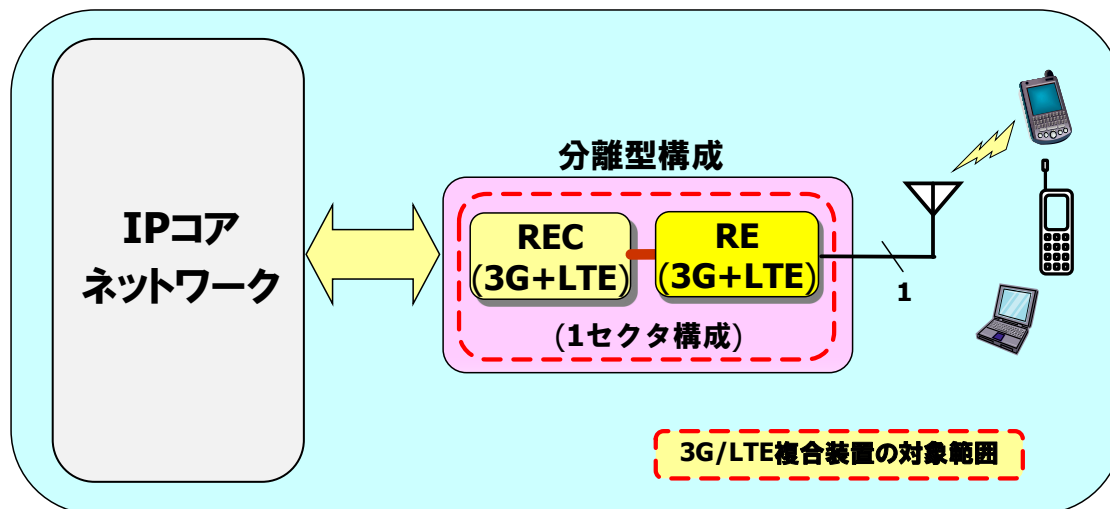 分離型構成
IPコア
ネットワーク
REC
(3G+LTE)
RE
(3G+LTE)
1
(1セクタ構成)
3G/LTE複合装置の対象範囲